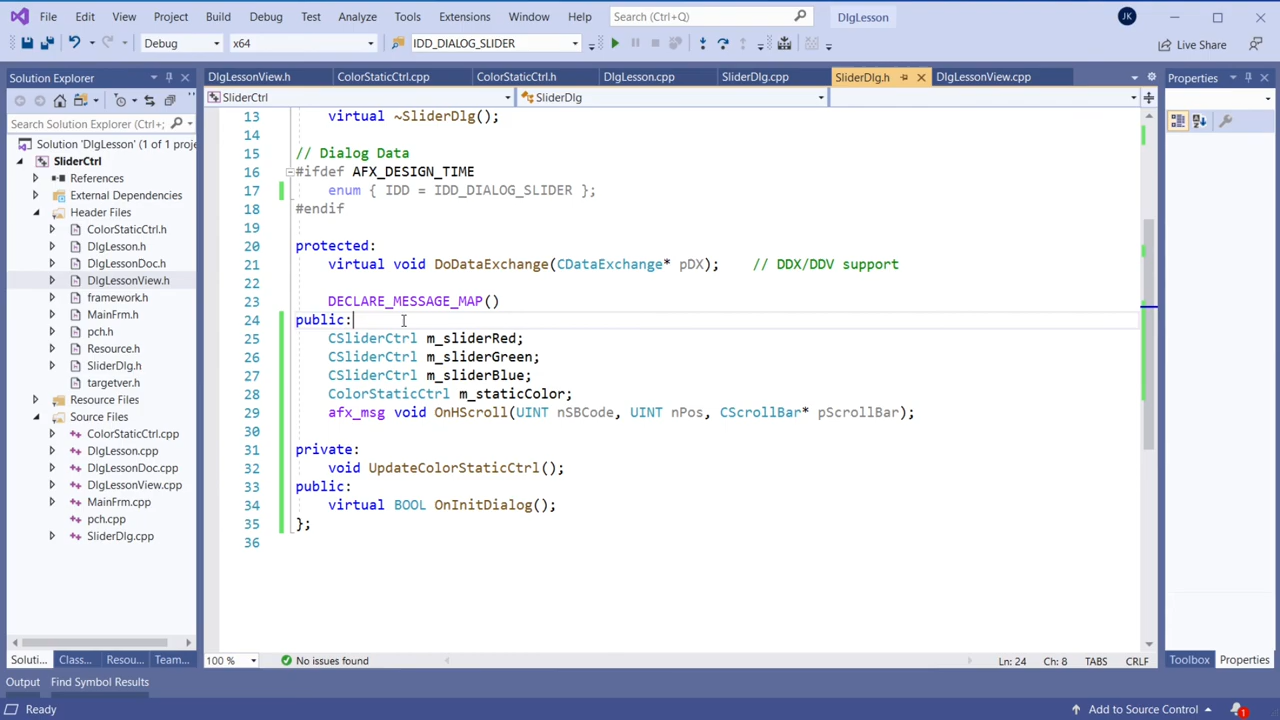 File Edit View Project Build Debug Test Analyze Tools Extensions Window Help Search (Ctrl+Q) DlgLesson JK
Debug x64 IDD_DIALOG_SLIDER Live Share
Solution Explorer
DlgLessonView.h ColorStaticCtrl.cpp ColorStaticCtrl.h DlgLesson.cpp SliderDlg.cpp SliderDlg.h DlgLessonView.cpp
Properties
SliderCtrl SliderDlg
Search Solution Explorer (Ctrl+;
Solution 'DlgLesson' (1 of 1 proje
SliderCtrl
References
External Dependencies
Header Files
ColorStaticCtrl.h
DlgLesson.h
DlgLessonDoc.h
DlgLessonView.h
framework.h
MainFrm.h
pch.h
Resource.h
SliderDlg.h
targetver.h
Resource Files
Source Files
ColorStaticCtrl.cpp
DlgLesson.cpp
DlgLessonDoc.cpp
DlgLessonView.cpp
MainFrm.cpp
pch.cpp
SliderDlg.cpp
13 virtual ~SliderDlg();
14
15 // Dialog Data
16 #ifdef AFX_DESIGN_TIME
17 enum { IDD = IDD_DIALOG_SLIDER };
18 #endif
19
20 protected:
21 virtual void DoDataExchange(CDataExchange* pDX); // DDX/DDV support
22
23 DECLARE_MESSAGE_MAP()
24 public:
25 CSliderCtrl m_sliderRed;
26 CSliderCtrl m_sliderGreen;
27 CSliderCtrl m_sliderBlue;
28 ColorStaticCtrl m_staticColor;
29 afx_msg void OnHScroll(UINT nSBCode, UINT nPos, CScrollBar* pScrollBar);
30
31 private:
32 void UpdateColorStaticCtrl();
33 public:
34 virtual BOOL OnInitDialog();
35 };
36
Soluti... Class... Resou... Team...
100 % No issues found Ln: 24 Ch: 8 TABS CRLF
Toolbox Properties
Output Find Symbol Results
Ready Add to Source Control 1